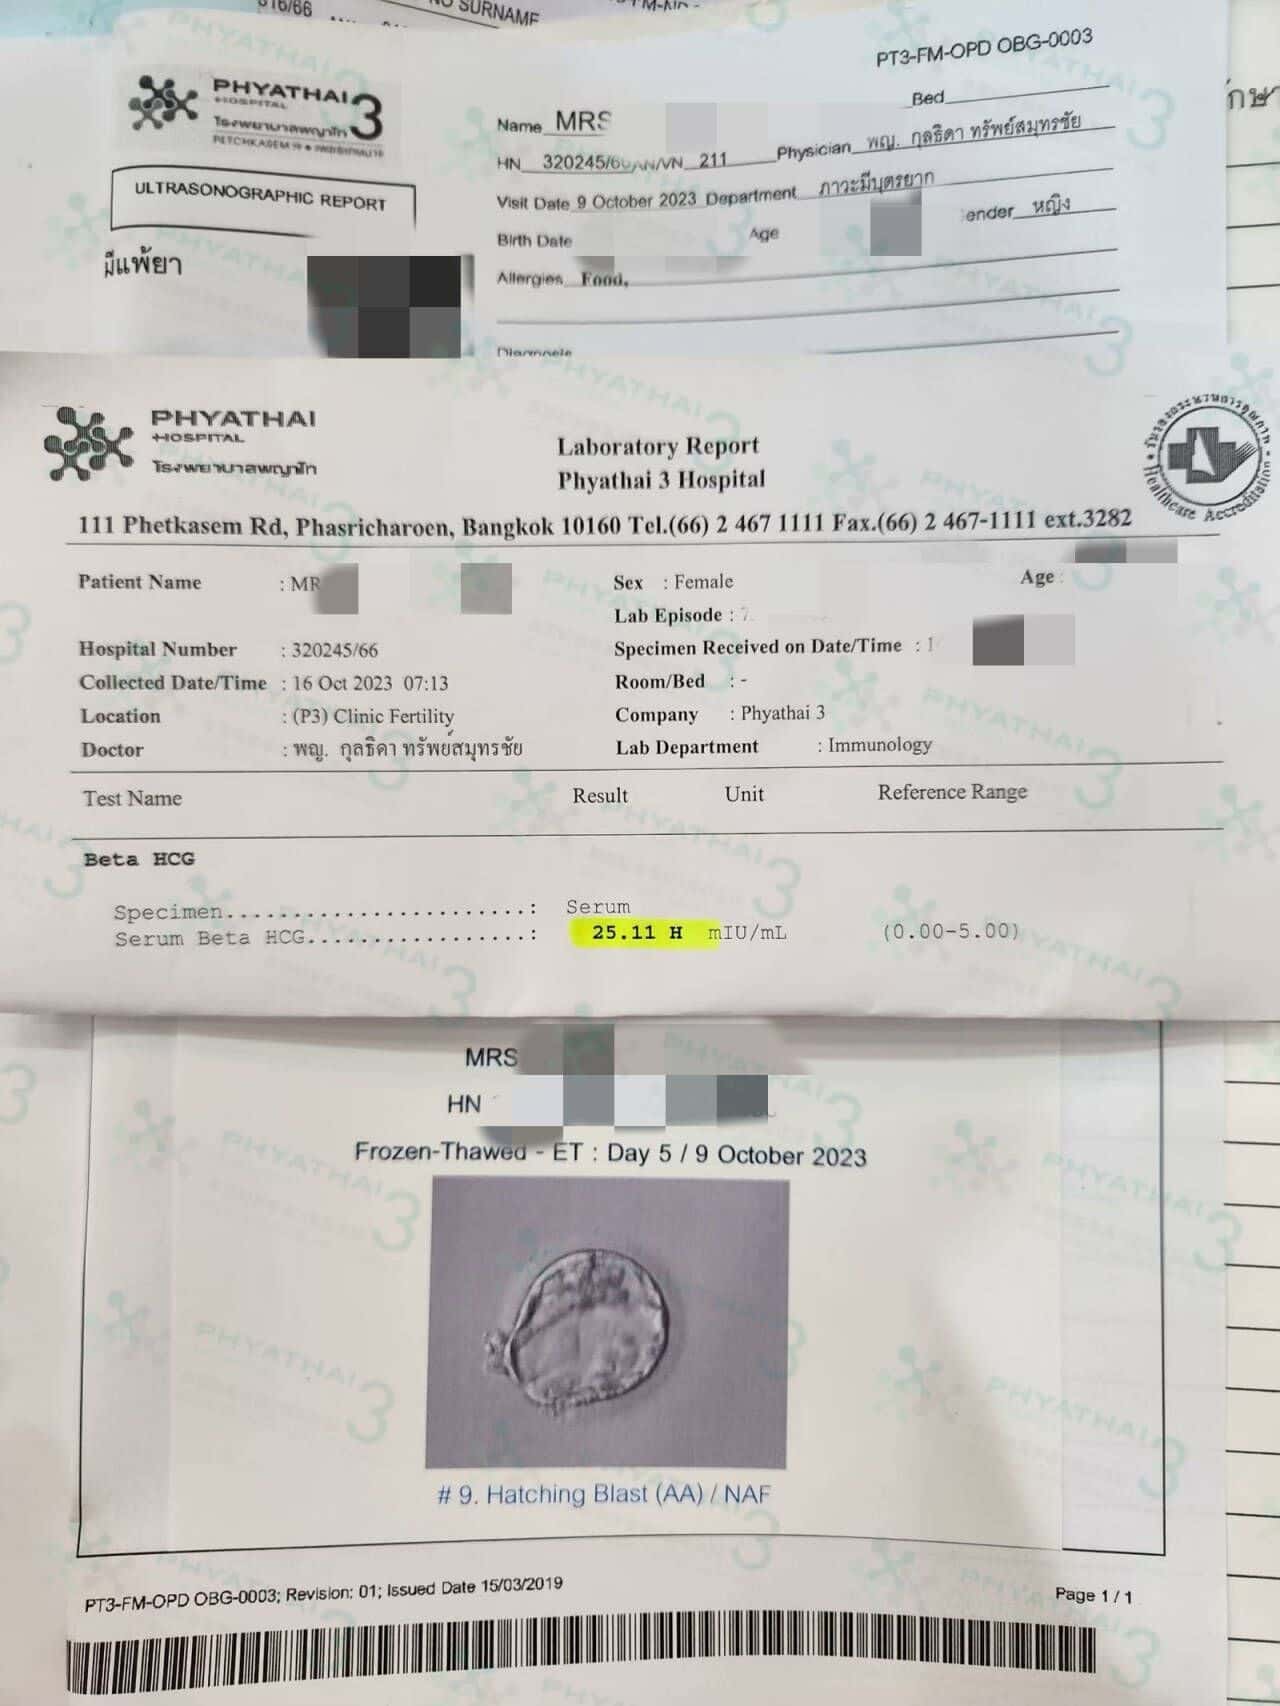 516/66
NO SURNAME
PT3-FM-OPD OBG-0003
PHYATHAI 3
HOSPITAL
โรงพยาบาลพญาไท
PETCHKASEM 19
ULTRASONOGRAPHIC REPORT
มีแพ้ยา
Bed
Name MRS
HN 320245/66 AN/VN 211 Physician พญ. กุลธิดา ทรัพย์สมุทรชัย
Visit Date 9 October 2023 Department ภาวะมีบุตรยาก
Birth Date Age ender หญิง
Allergies Food,
Diagnosis
PHYATHAI
HOSPITAL
โรงพยาบาลพญาไท
Laboratory Report
Phyathai 3 Hospital
Healthcare Accreditation
111 Phetkasem Rd, Phasricharoen, Bangkok 10160 Tel.(66) 2 467 1111 Fax.(66) 2 467-1111 ext.3282
Patient Name : MR Sex : Female Age :
Lab Episode : 7
Hospital Number : 320245/66 Specimen Received on Date/Time : 1
Collected Date/Time : 16 Oct 2023 07:13 Room/Bed : -
Location : (P3) Clinic Fertility Company : Phyathai 3
Doctor : พญ. กุลธิดา ทรัพย์สมุทรชัย Lab Department : Immunology
Test Name Result Unit Reference Range
Beta HCG
Specimen.......................: Serum
Serum Beta HCG.................: 25.11 H mIU/mL (0.00-5.00)
MRS
HN
Frozen-Thawed - ET : Day 5 / 9 October 2023
# 9. Hatching Blast (AA) / NAF
PT3-FM-OPD OBG-0003; Revision: 01; Issued Date 15/03/2019 Page 1 / 1